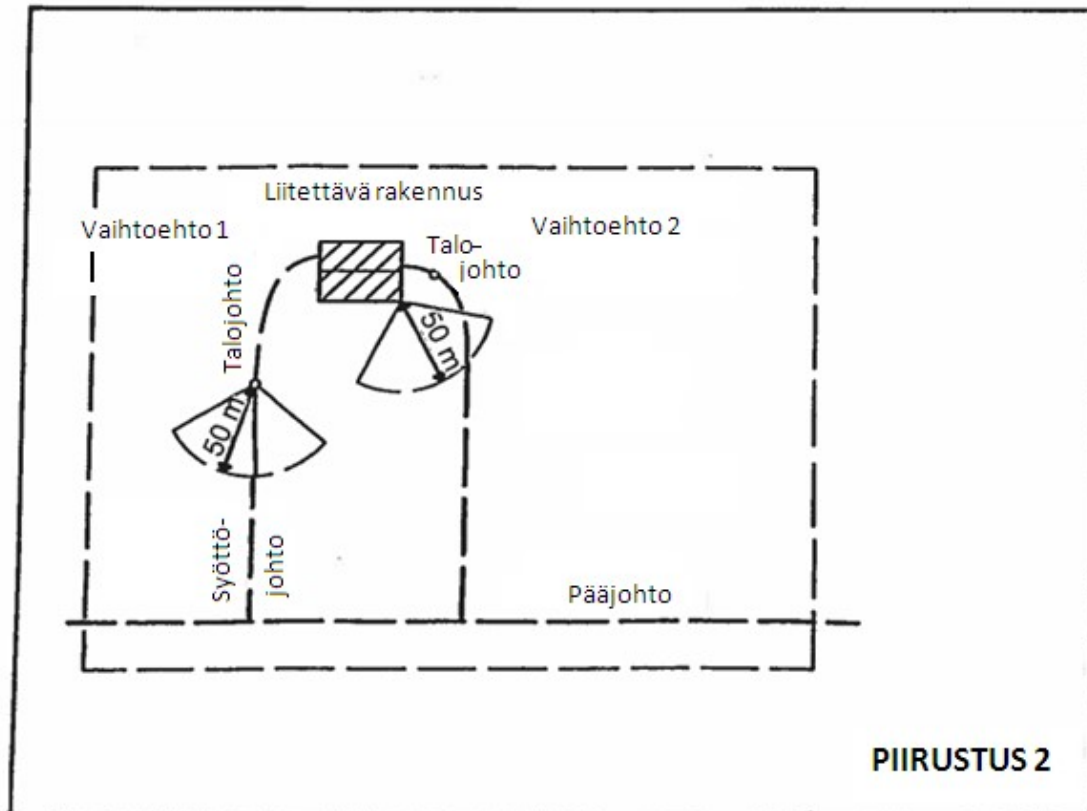 Liitettävä rakennus
Vaihtoehto 1
Vaihtoehto 2
Talo-
johto
Talojohto
50 m
50 m
Syöttö-
johto
Pääjohto
PIIRUSTUS 2